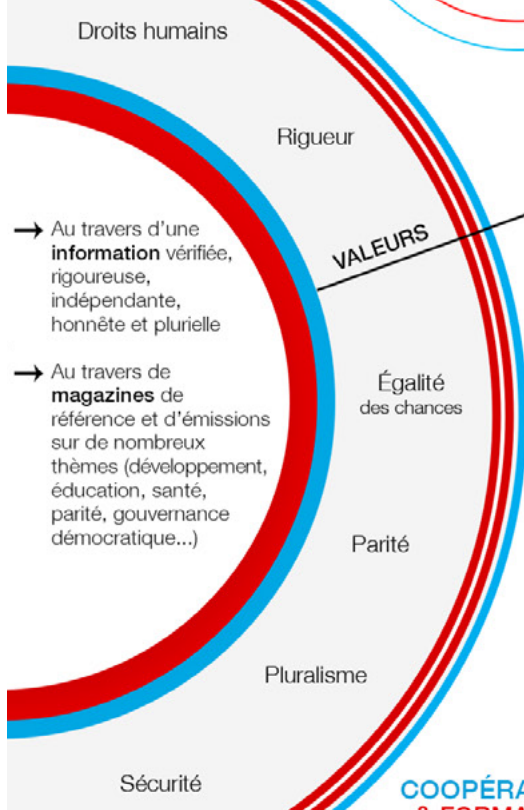 Droits humains
Rigueur
VALEURS
→ Au travers d'une
information vérifiée,
rigoureuse,
indépendante,
honnête et plurielle
→ Au travers de
magazines de
référence et d'émissions
sur de nombreux
thèmes (développement,
éducation, santé,
parité, gouvernance
démocratique...)
Égalité
des chances
Parité
Pluralisme
Sécurité
COOPÉRA